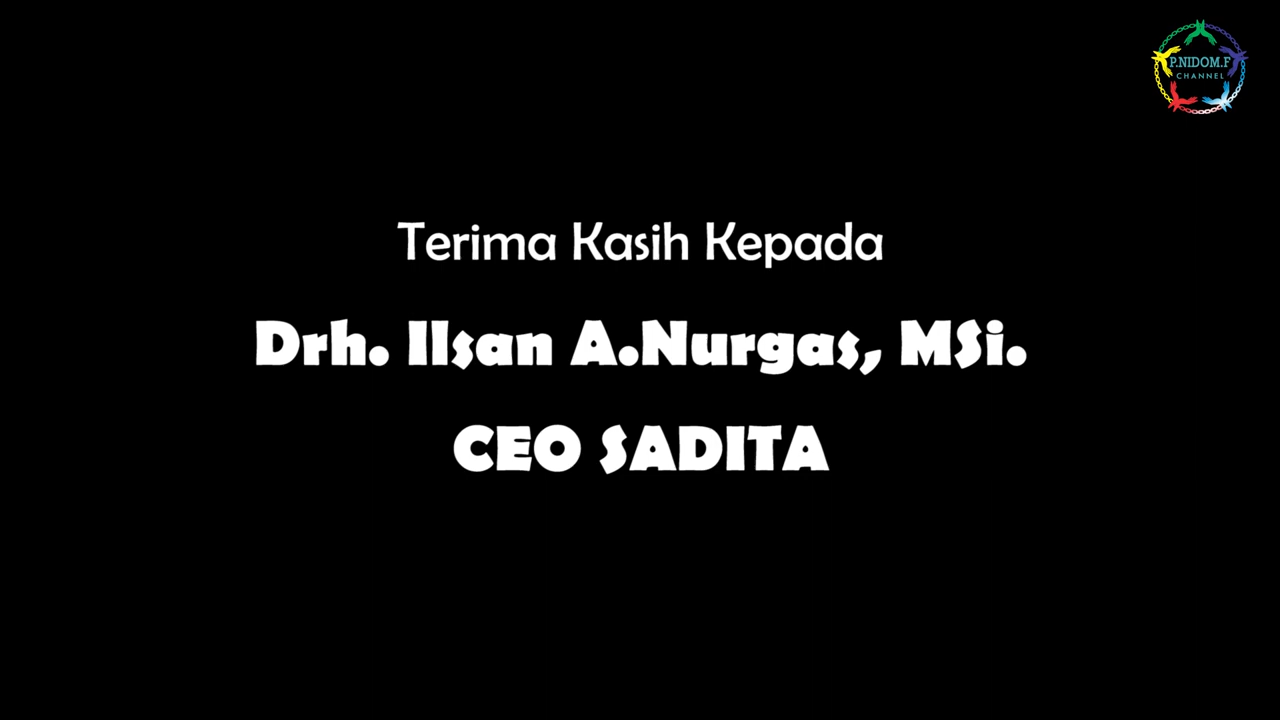 P.NIDOM.F
CHANNEL
Terima Kasih Kepada
Drh. Ilsan A.Nurgas, MSi.
CEO SADITA